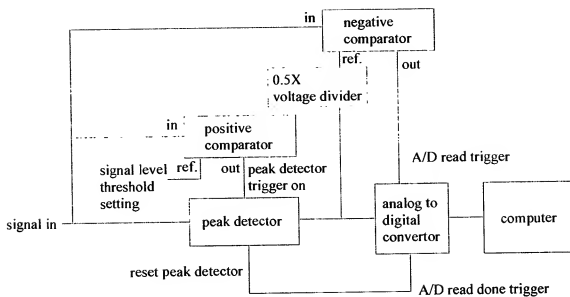 in
negative
comparator
ref.
out
0.5X
voltage divider
in
positive
comparator
A/D read trigger
signal level
threshold
setting
ref.
out
peak detector
trigger on
signal in
peak detector
analog to
digital
convertor
computer
reset peak detector
A/D read done trigger